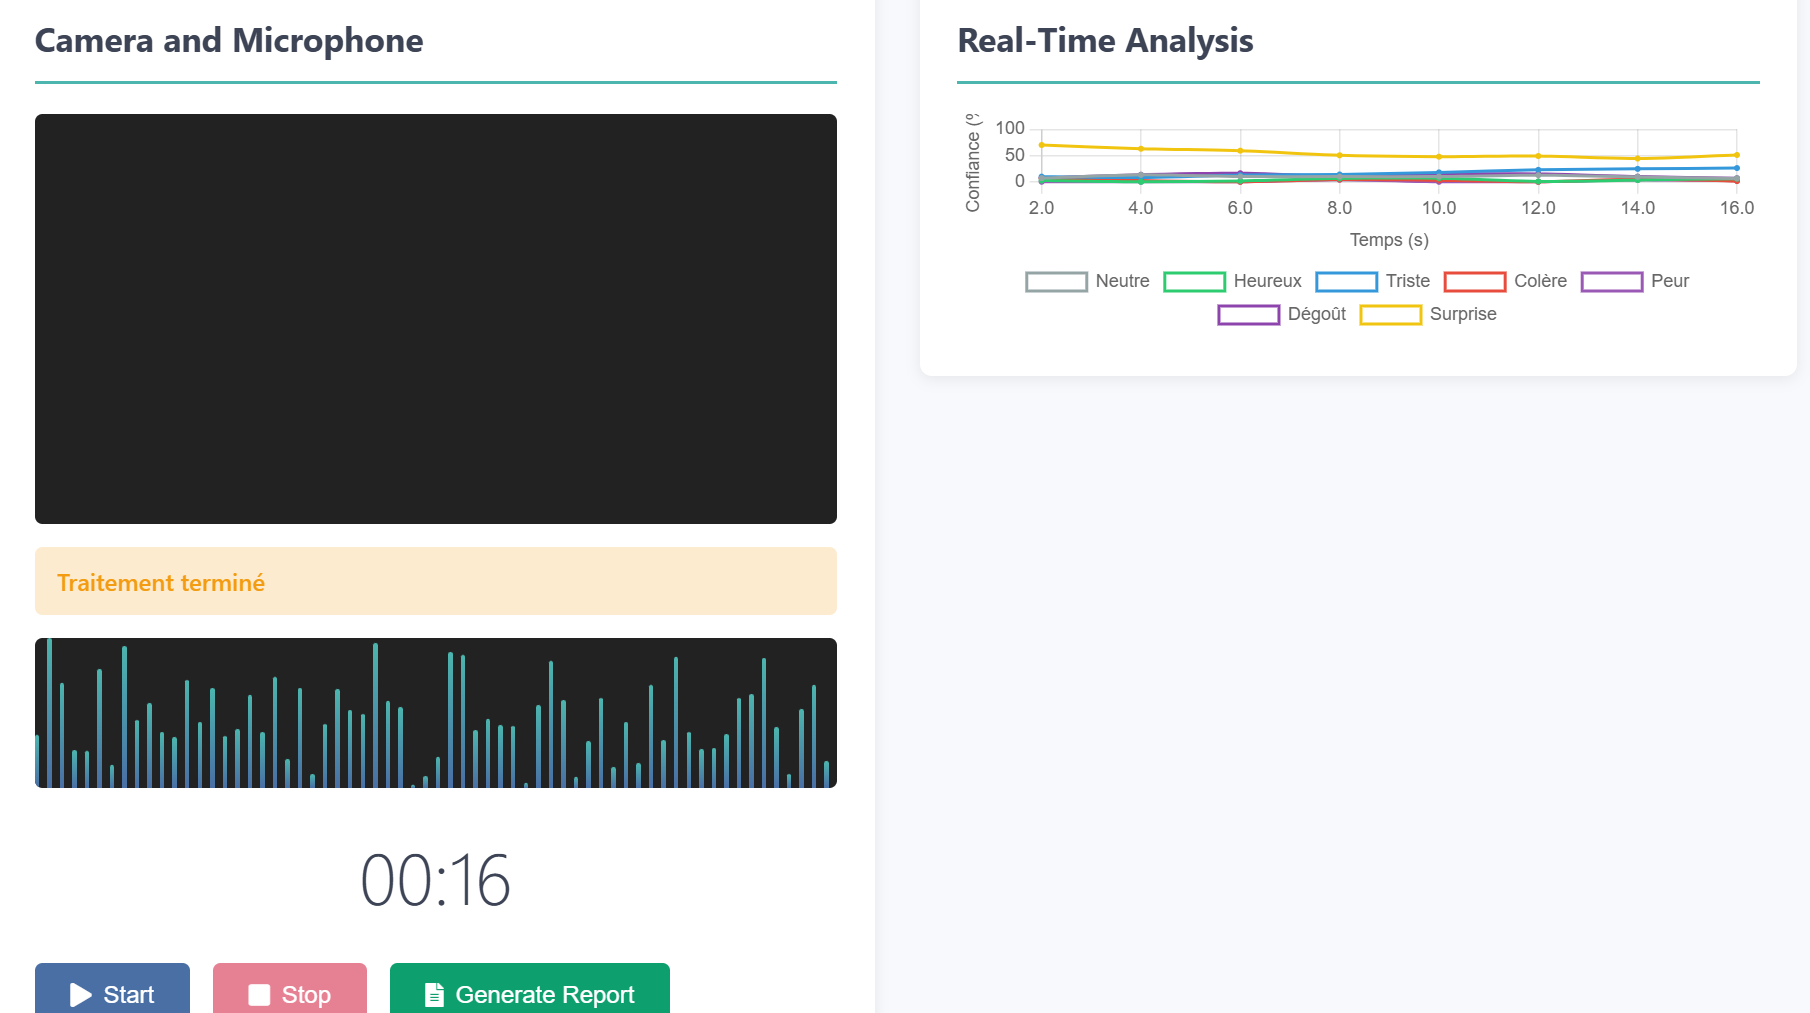 Camera and Microphone
Traitement terminé
00:16
Start
Stop
Generate Report
Real-Time Analysis
Confiance (%
100
50
0
2.0 4.0 6.0 8.0 10.0 12.0 14.0 16.0
Temps (s)
Neutre Heureux Triste Colère Peur
Dégoût Surprise